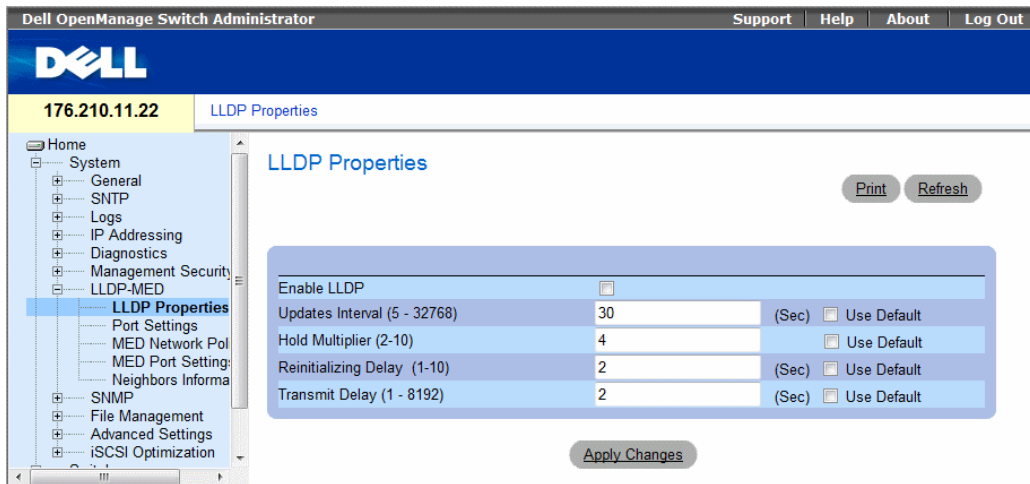 Dell OpenManage Switch Administrator Support Help About Log Out
DELL
176.210.11.22 LLDP Properties
Home
System
General
SNTP
Logs
IP Addressing
Diagnostics
Management Security
LLDP-MED
LLDP Properties
Port Settings
MED Network Pol
MED Port Setting
Neighbors Informa
SNMP
File Management
Advanced Settings
iSCSI Optimization
LLDP Properties
Print Refresh
Enable LLDP
Updates Interval (5 - 32768) 30 (Sec) Use Default
Hold Multiplier (2-10) 4 Use Default
Reinitializing Delay (1-10) 2 (Sec) Use Default
Transmit Delay (1 - 8192) 2 (Sec) Use Default
Apply Changes